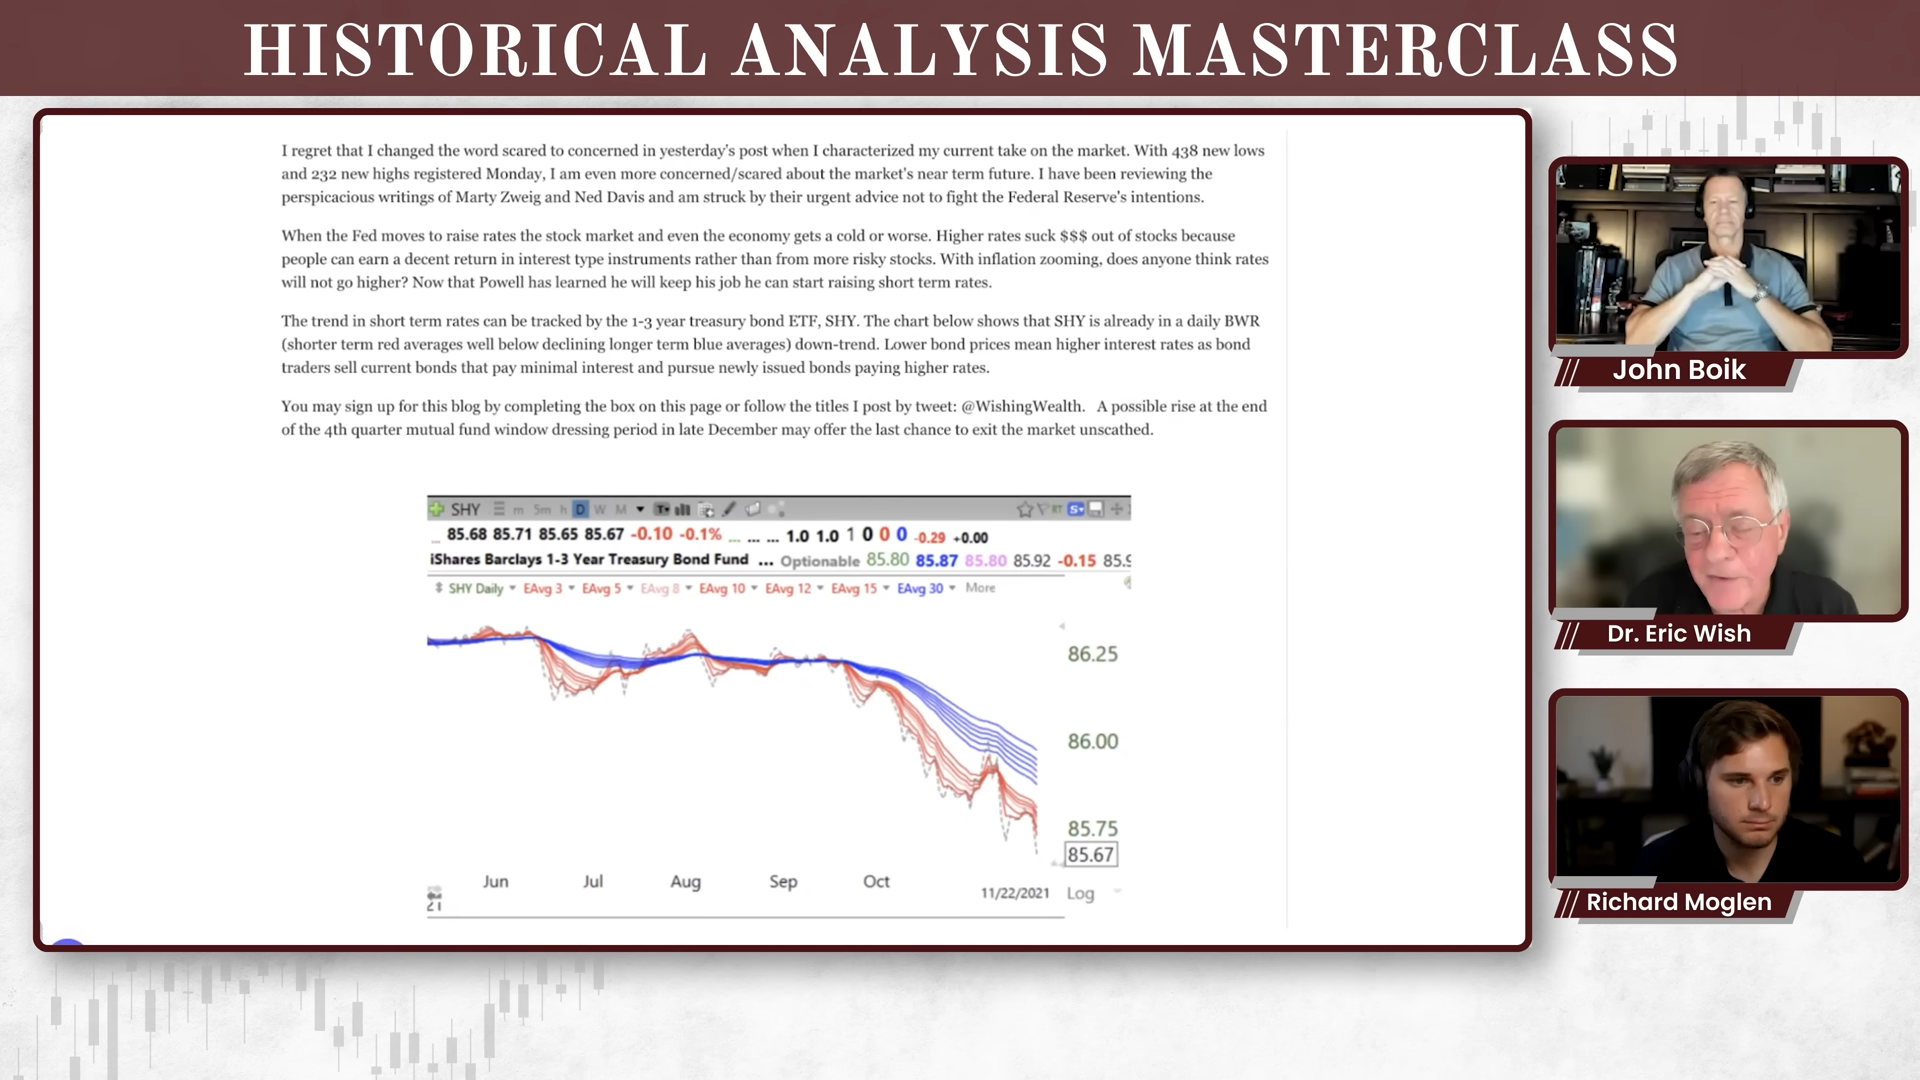 HISTORICAL ANALYSIS MASTERCLASS
I regret that I changed the word scared to concerned in yesterday's post when I characterized my current take on the market. With 438 new lows
and 232 new highs registered Monday, I am even more concerned/scared about the market's near term future. I have been reviewing the
perspicacious writings of Marty Zweig and Ned Davis and am struck by their urgent advice not to fight the Federal Reserve's intentions.
When the Fed moves to raise rates the stock market and even the economy gets a cold or worse. Higher rates suck $$$ out of stocks because
people can earn a decent return in interest type instruments rather than from more risky stocks. With inflation zooming, does anyone think rates
will not go higher? Now that Powell has learned he will keep his job he can start raising short term rates.
The trend in short term rates can be tracked by the 1-3 year treasury bond ETF, SHY. The chart below shows that SHY is already in a daily BWR
(shorter term red averages well below declining longer term blue averages) down-trend. Lower bond prices mean higher interest rates as bond
traders sell current bonds that pay minimal interest and pursue newly issued bonds paying higher rates.
You may sign up for this blog by completing the box on this page or follow the titles I post by tweet: @WishingWealth. A possible rise at the end
of the 4th quarter mutual fund window dressing period in late December may offer the last chance to exit the market unscathed.
SHY m 5m h D W M
85.68 85.71 85.65 85.67 -0.10 -0.1% ... ... ... 1.0 1.0 1 0 0 0 -0.29 +0.00
iShares Barclays 1-3 Year Treasury Bond Fund ... Optionable 85.80 85.87 85.80 85.92 -0.15
SHY Daily EAvg 3 EAvg 5 EAvg 8 EAvg 10 EAvg 12 EAvg 15 EAvg 30 More
86.25
86.00
85.75
85.67
Jun Jul Aug Sep Oct 11/22/2021 Log
John Boik
Dr. Eric Wish
Richard Moglen